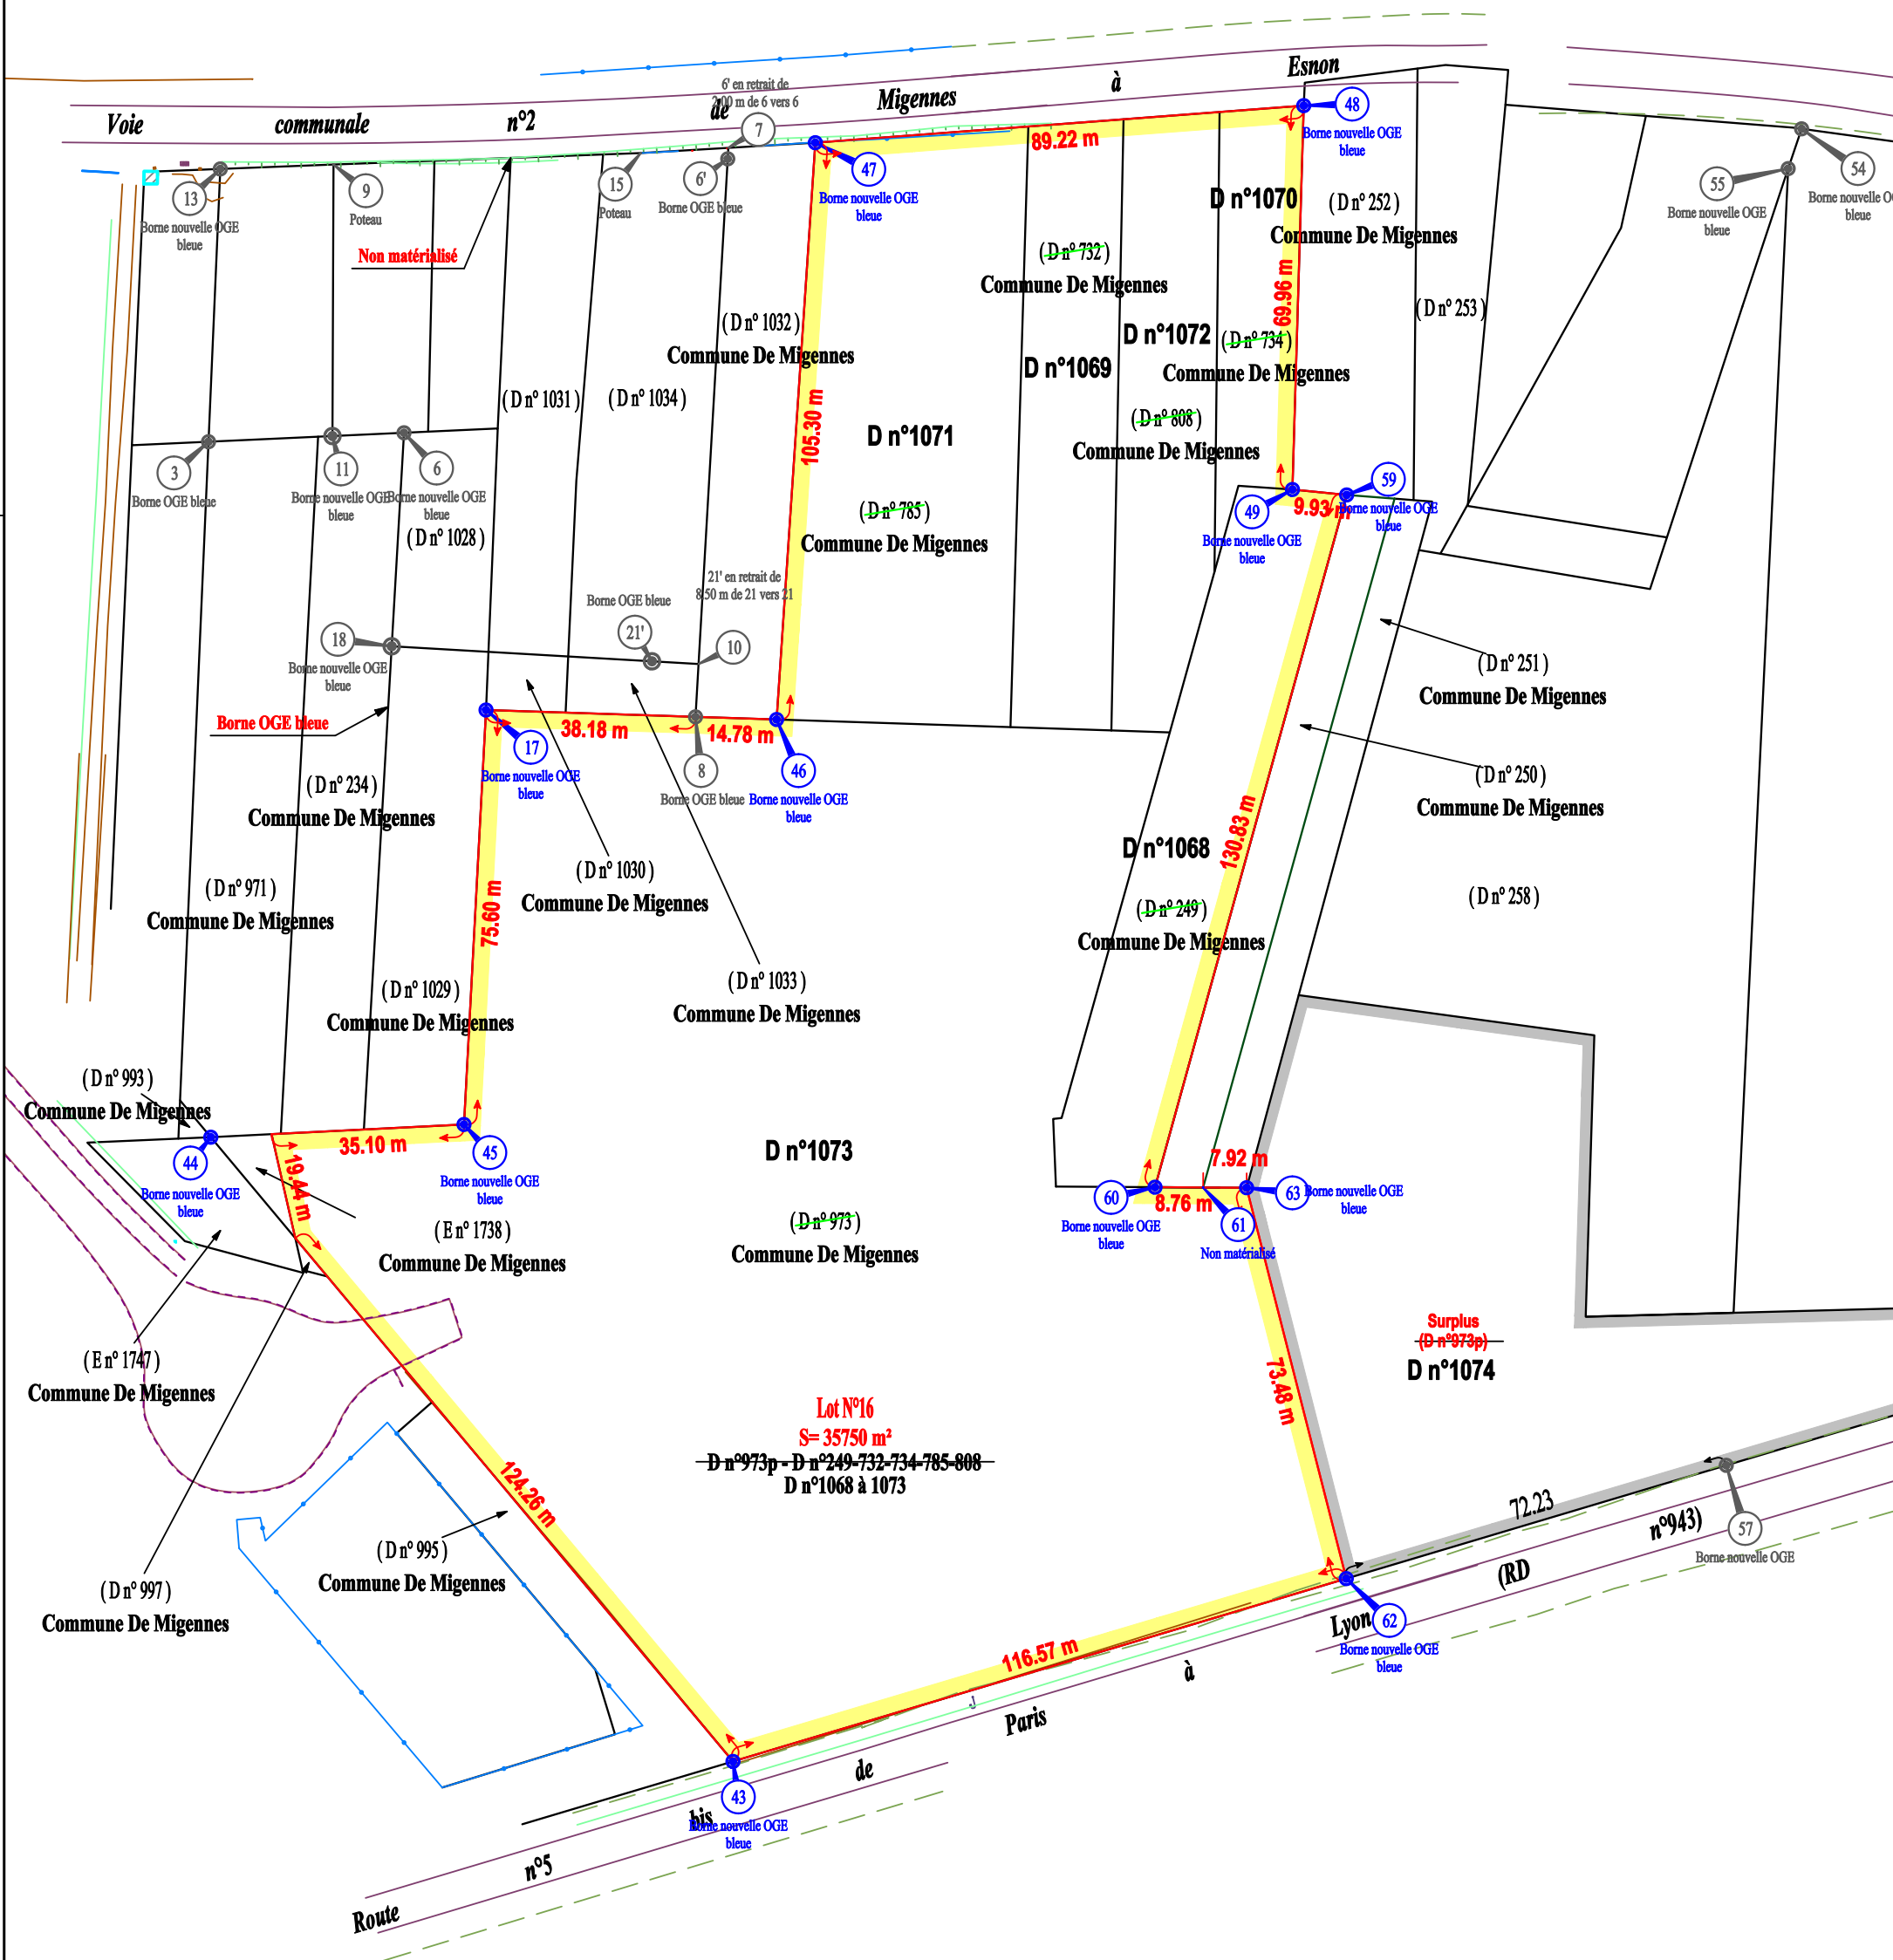 Voie communale n°2 de Migennes à Esnon
6' en retrait de
2.00 m de 6 vers 6
7
48
Borne nouvelle OGE
bleue
89.22 m
47
Borne nouvelle OGE
bleue
13
Borne nouvelle OGE
bleue
9
Poteau
15
Poteau
6'
Borne OGE bleue
Non matérialisé
55
Borne nouvelle OGE
bleue
54
Borne nouvelle
bleue
D n°1070
( D n° 252 )
Commune De Migennes
( D n° 732 )
Commune De Migennes
69.96 m
( D n° 253 )
( D n° 1032 )
Commune De Migennes
D n°1072
( D n° 734 )
Commune De Migennes
D n°1069
( D n° 1031 )
( D n° 1034 )
105.30 m
D n°1071
( D n° 808 )
Commune De Migennes
3
Borne OGE bleue
11
Borne nouvelle OGE
bleue
6
Borne nouvelle OGE
bleue
( D n° 1028 )
( D n° 785 )
Commune De Migennes
49
Borne nouvelle OGE
bleue
9.93 m
59
Borne nouvelle OGE
bleue
21' en retrait de
8.50 m de 21 vers 21
Borne OGE bleue
21'
10
18
Borne nouvelle OGE
bleue
( D n° 251 )
Commune De Migennes
Borne OGE bleue
38.18 m
14.78 m
17
Borne nouvelle OGE
bleue
8
Borne OGE bleue
46
Borne nouvelle OGE
bleue
( D n° 250 )
Commune De Migennes
( D n° 234 )
Commune De Migennes
130.83 m
D n°1068
( D n° 1030 )
Commune De Migennes
( D n° 971 )
Commune De Migennes
75.60 m
( D n° 249 )
Commune De Migennes
( D n° 258 )
( D n° 1029 )
Commune De Migennes
( D n° 1033 )
Commune De Migennes
( D n° 993 )
Commune De Migennes
44
Borne nouvelle OGE
bleue
35.10 m
45
Borne nouvelle OGE
bleue
19.44 m
D n°1073
( D n° 973 )
Commune De Migennes
7.92 m
60
Borne nouvelle OGE
bleue
8.76 m
61
Non matérialisé
63
Borne nouvelle OGE
bleue
( E n° 1738 )
Commune De Migennes
( E n° 1747 )
Commune De Migennes
Surplus
(D n°973p)
D n°1074
73.48 m
Lot N°16
S= 35750 m²
D n°973p - D n°249-732-734-785-808
D n°1068 à 1073
124.26 m
( D n° 995 )
Commune De Migennes
( D n° 997 )
Commune De Migennes
72.23
57
Borne nouvelle OGE
62
Borne nouvelle OGE
bleue
116.57 m
43
Borne nouvelle OGE
bleue
Route n°5 bis de Paris à Lyon (RD n°943)